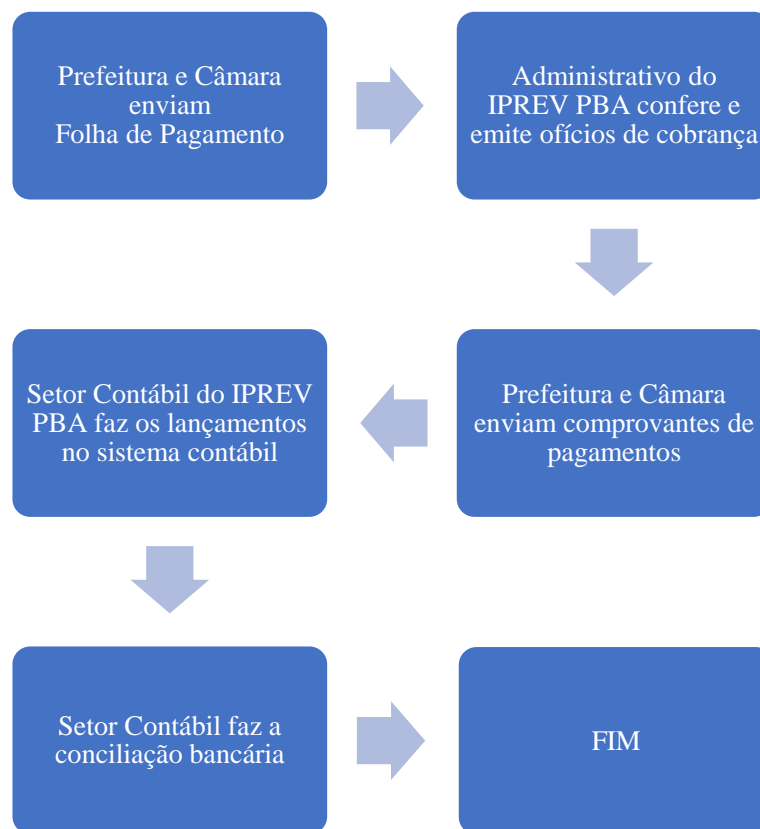 Prefeitura e Câmara
enviam
Folha de Pagamento
Administrativo do
IPREV PBA confere e
emite ofícios de cobrança
Prefeitura e Câmara
enviam comprovantes de
pagamentos
Setor Contábil do IPREV
PBA faz os lançamentos
no sistema contábil
Setor Contábil faz a
conciliação bancária
FIM